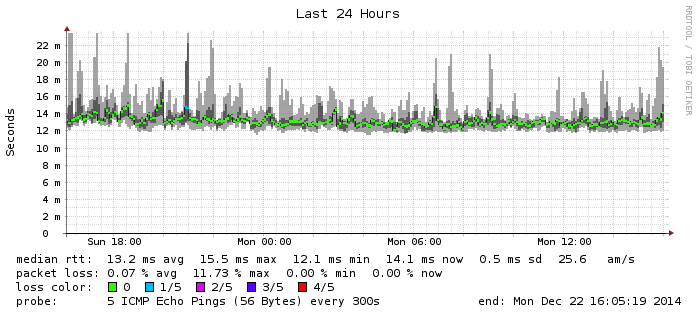 Last 24 Hours
RRDTOOL / TOBI OETIKER
Seconds
22 m
20 m
18 m
16 m
14 m
12 m
10 m
8 m
6 m
4 m
2 m
0
Sun 18:00 Mon 00:00 Mon 06:00 Mon 12:00
median rtt: 13.2 ms avg 15.5 ms max 12.1 ms min 14.1 ms now 0.5 ms sd 25.6 am/s
packet loss: 0.07 % avg 11.73 % max 0.00 % min 0.00 % now
loss color: 0 1/5 2/5 3/5 4/5
probe: 5 ICMP Echo Pings (56 Bytes) every 300s end: Mon Dec 22 16:05:19 2014